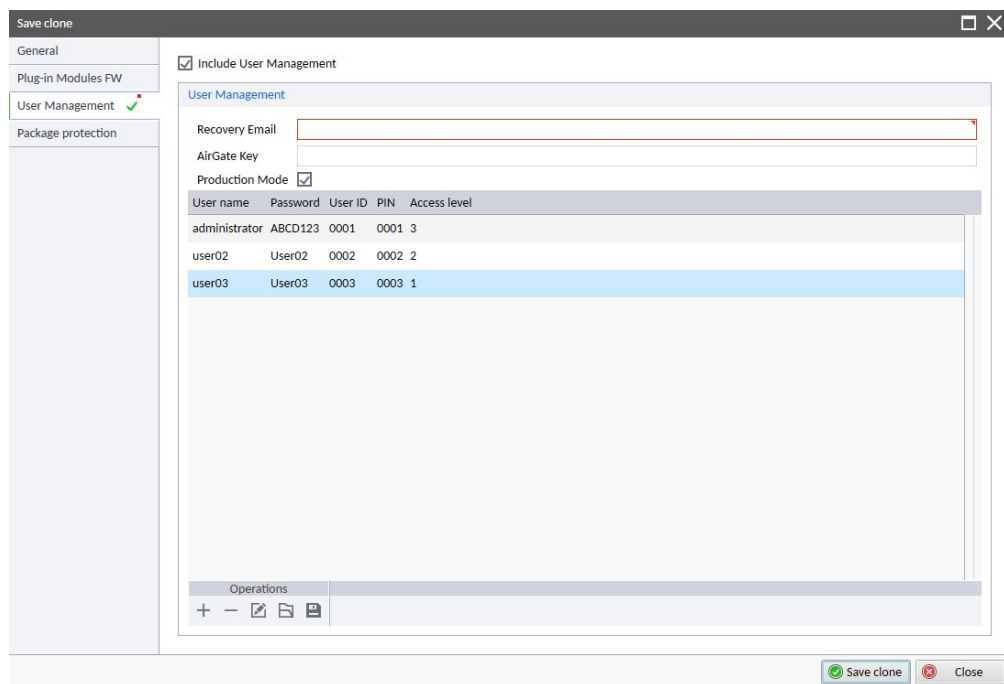 Save clone
General
Plug-in Modules FW
User Management
Package protection
Include User Management
User Management
Recovery Email
AirGate Key
Production Mode
User name Password User ID PIN Access level
administrator ABCD123 0001 0001 3
user02 User02 0002 0002 2
user03 User03 0003 0003 1
Operations
Save clone Close